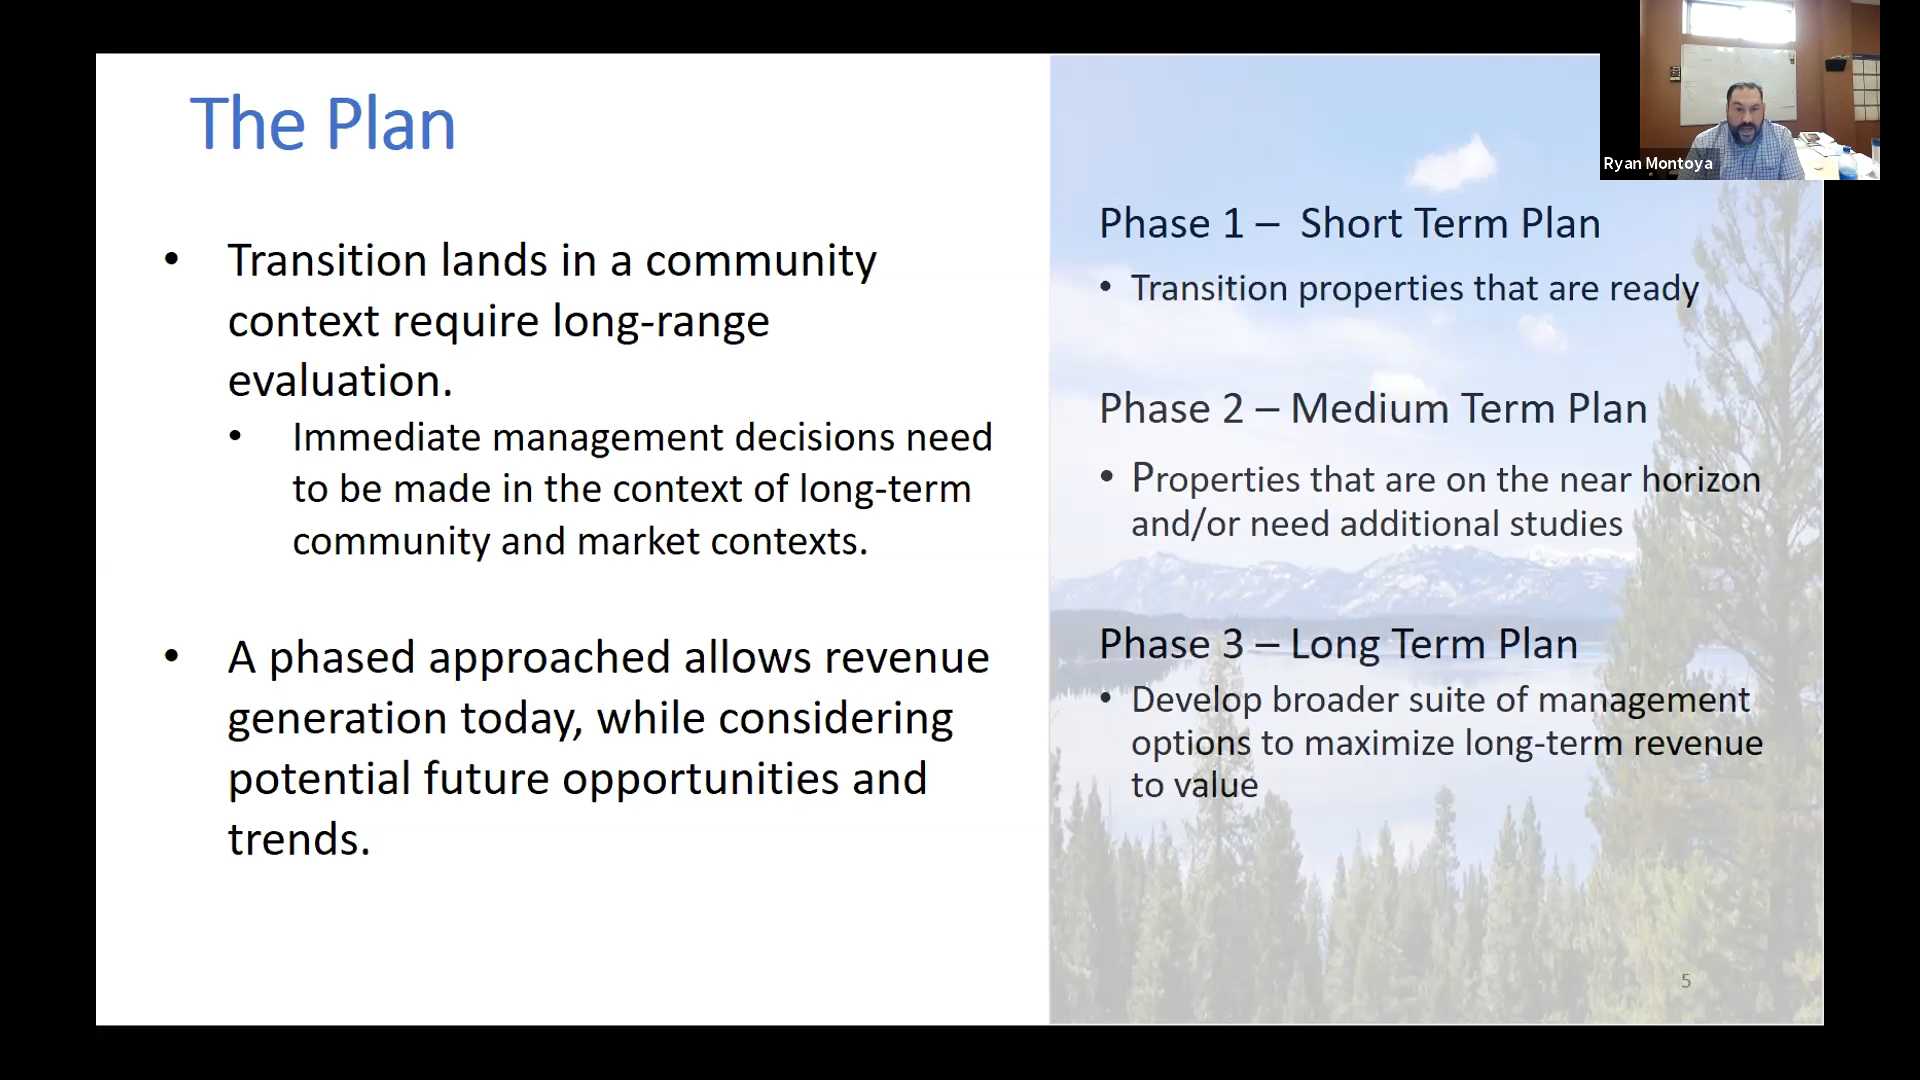 The Plan
• Transition lands in a community
context require long-range
evaluation.
• Immediate management decisions need
to be made in the context of long-term
community and market contexts.
• A phased approached allows revenue
generation today, while considering
potential future opportunities and
trends.
Phase 1 – Short Term Plan
• Transition properties that are ready
Phase 2 – Medium Term Plan
• Properties that are on the near horizon
and/or need additional studies
Phase 3 – Long Term Plan
• Develop broader suite of management
options to maximize long-term revenue
to value
5
Ryan Montoya